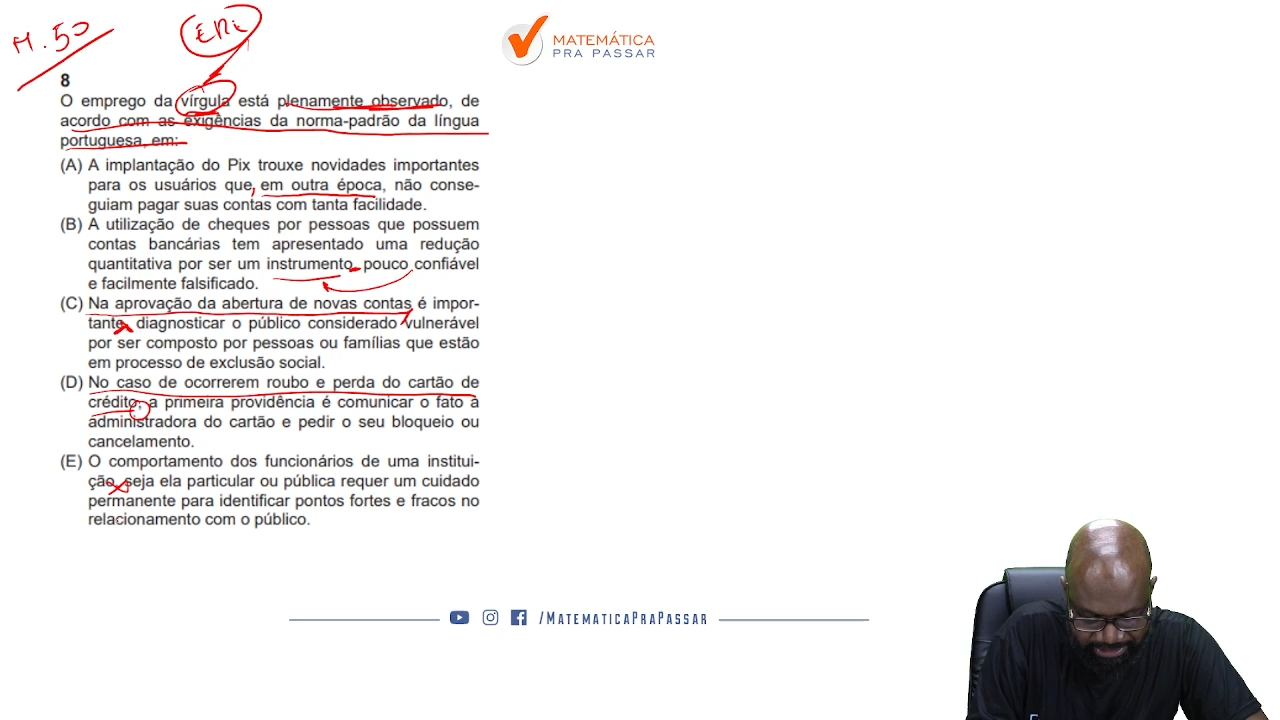 M.50
MATEMÁTICA
PRA PASSAR
8
O emprego da vírgula está plenamente observado, de
acordo com as exigências da norma-padrão da língua
portuguesa, em:
(A) A implantação do Pix trouxe novidades importantes
para os usuários que, em outra época, não conse-
guiam pagar suas contas com tanta facilidade.
(B) A utilização de cheques por pessoas que possuem
contas bancárias tem apresentado uma redução
quantitativa por ser um instrumento, pouco confiável
e facilmente falsificado.
(C) Na aprovação da abertura de novas contas é impor-
tante, diagnosticar o público considerado vulnerável
por ser composto por pessoas ou famílias que estão
em processo de exclusão social.
(D) No caso de ocorrerem roubo e perda do cartão de
crédito, a primeira providência é comunicar o fato à
administradora do cartão e pedir o seu bloqueio ou
cancelamento.
(E) O comportamento dos funcionários de uma institui-
ção, seja ela particular ou pública requer um cuidado
permanente para identificar pontos fortes e fracos no
relacionamento com o público.
/MATEMATICAPRAPASSAR